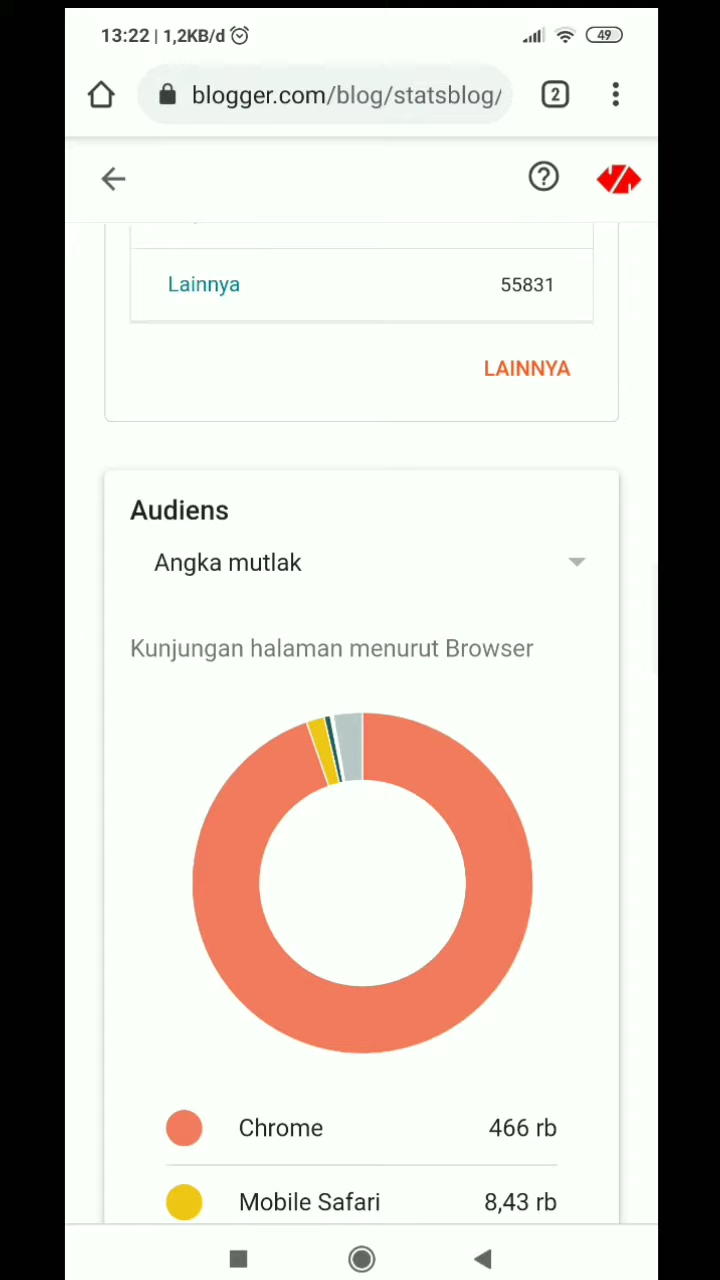 13:22 | 1,2KB/d
49
blogger.com/blog/statsblog/
2
Lainnya 55831
LAINNYA
Audiens
Angka mutlak
Kunjungan halaman menurut Browser
Chrome 466 rb
Mobile Safari 8,43 rb